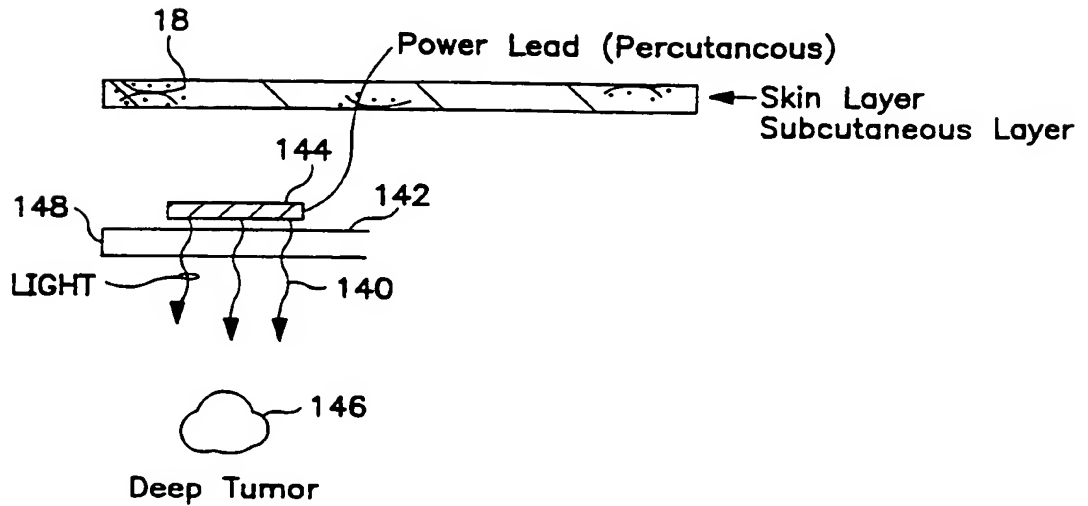 18
Power Lead (Percutancous)
Skin Layer
Subcutaneous Layer
144
148
142
LIGHT
140
146
Deep Tumor